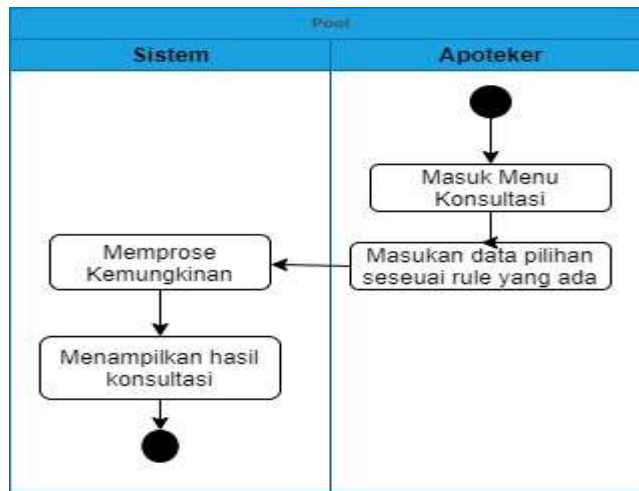 Pool
Sistem
Apoteker
Masuk Menu
Konsultasi
Masukan data pilihan
seseuai rule yang ada
Memprose
Kemungkinan
Menampilkan hasil
konsultasi